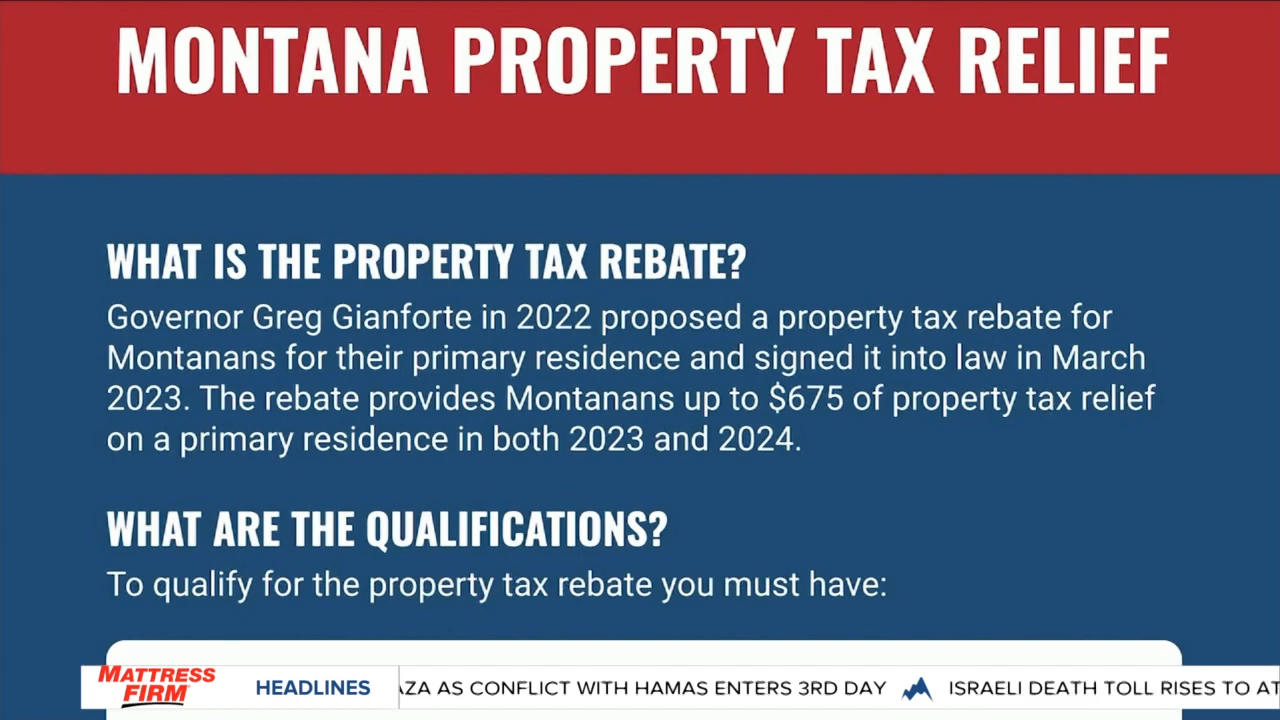 MONTANA PROPERTY TAX RELIEF
WHAT IS THE PROPERTY TAX REBATE?
Governor Greg Gianforte in 2022 proposed a property tax rebate for
Montanans for their primary residence and signed it into law in March
2023. The rebate provides Montanans up to $675 of property tax relief
on a primary residence in both 2023 and 2024.
WHAT ARE THE QUALIFICATIONS?
To qualify for the property tax rebate you must have:
MATTRESS
FIRM
HEADLINES
AZA AS CONFLICT WITH HAMAS ENTERS 3RD DAY
ISRAELI DEATH TOLL RISES TO AT